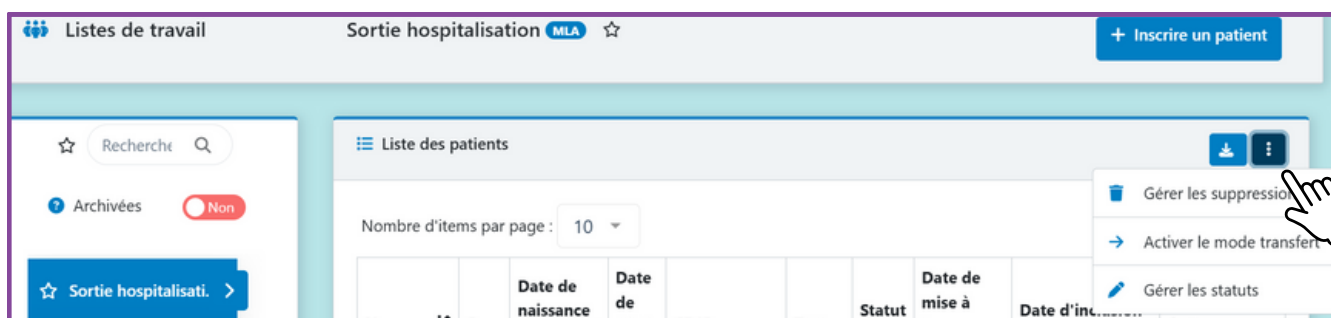 Listes de travail
Sortie hospitalisation MLA
+ Inscrire un patient
Recherche
Archivées
Non
Sortie hospitalisati.
Liste des patients
Nombre d'items par page : 10
Date de
naissance
Date
de
Statut
Date de
mise à
Gérer les suppression
Activer le mode transfert
Gérer les statuts